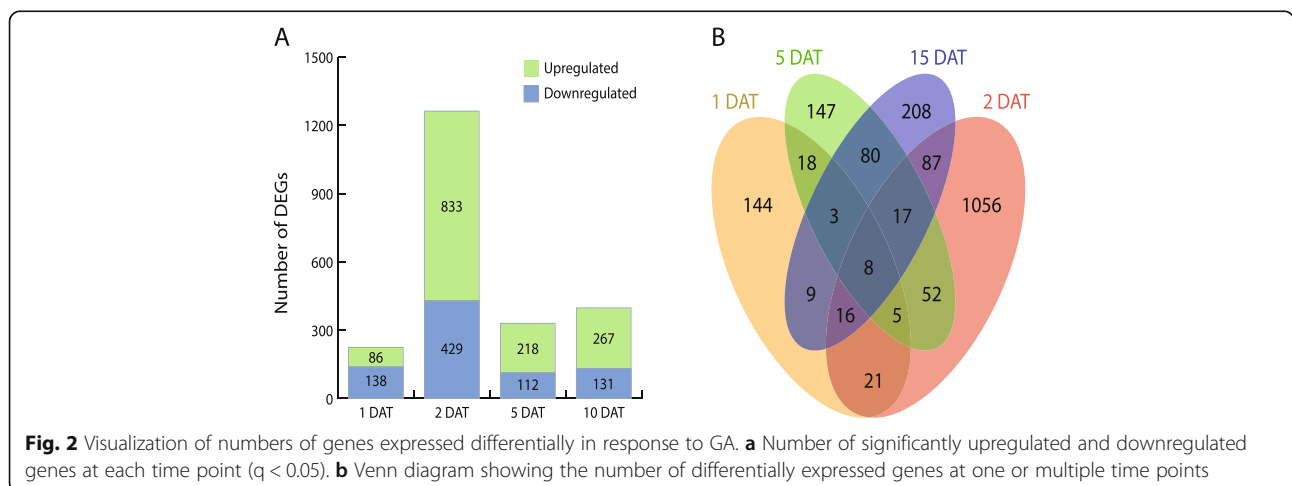 A
1500
1200
900
600
300
0
Number of DEGs
Upregulated
Downregulated
86
138
833
429
218
112
267
131
1 DAT
2 DAT
5 DAT
10 DAT
B
5 DAT
15 DAT
1 DAT
2 DAT
147
208
18
80
87
144
3
17
1056
8
9
52
16
5
21
Fig. 2 Visualization of numbers of genes expressed differentially in response to GA. a Number of significantly upregulated and downregulated
genes at each time point (q < 0.05). b Venn diagram showing the number of differentially expressed genes at one or multiple time points